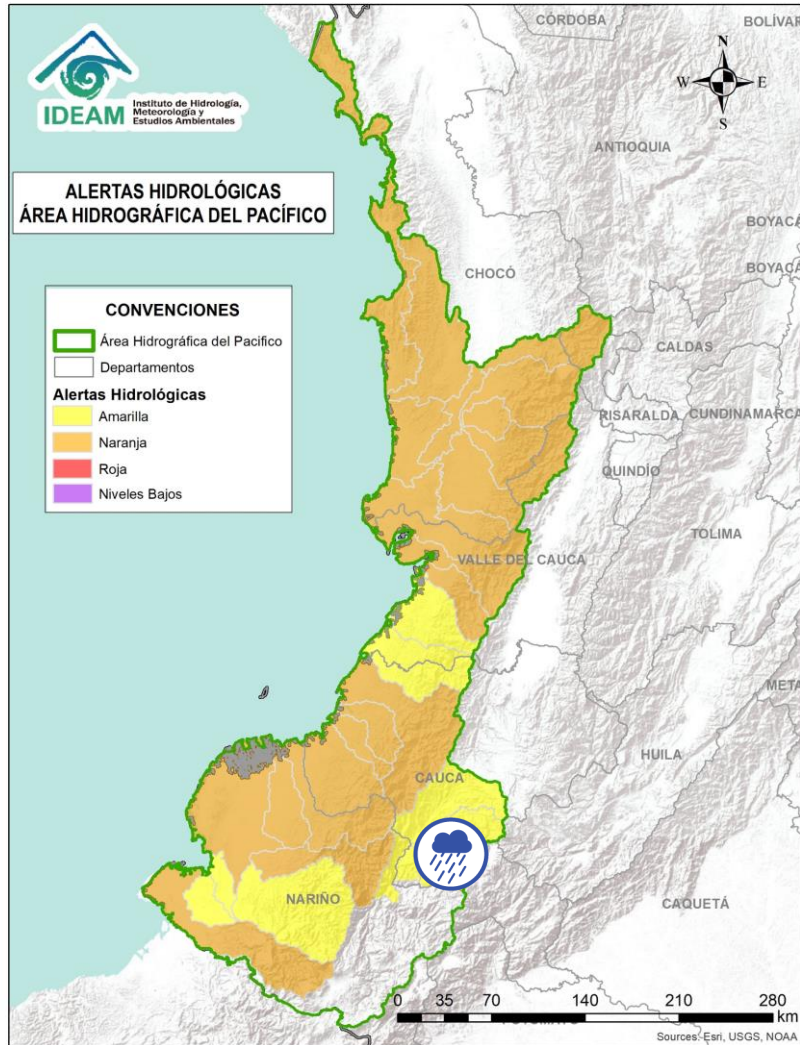 IDEAM
Instituto de Hidrología,
Meteorología y
Estudios Ambientales
ALERTAS HIDROLÓGICAS
ÁREA HIDROGRÁFICA DEL PACÍFICO
CONVENCIONES
Área Hidrográfica del Pacifico
Departamentos
Alertas Hidrológicas
Amarilla
Naranja
Roja
Niveles Bajos
CÓRDOBA
BOLÍVAR
N
W
E
S
ANTIOQUIA
BOYACÁ
BOYACÁ
CHOCÓ
CALDAS
RISARALDA
CUNDINAMARCA
QUINDÍO
TOLIMA
VALLE DEL CAUCA
META
HUILA
CAUCA
NARIÑO
CAQUETÁ
0 35 70 140 210 280
km
Sources: Esri, USGS, NOAA